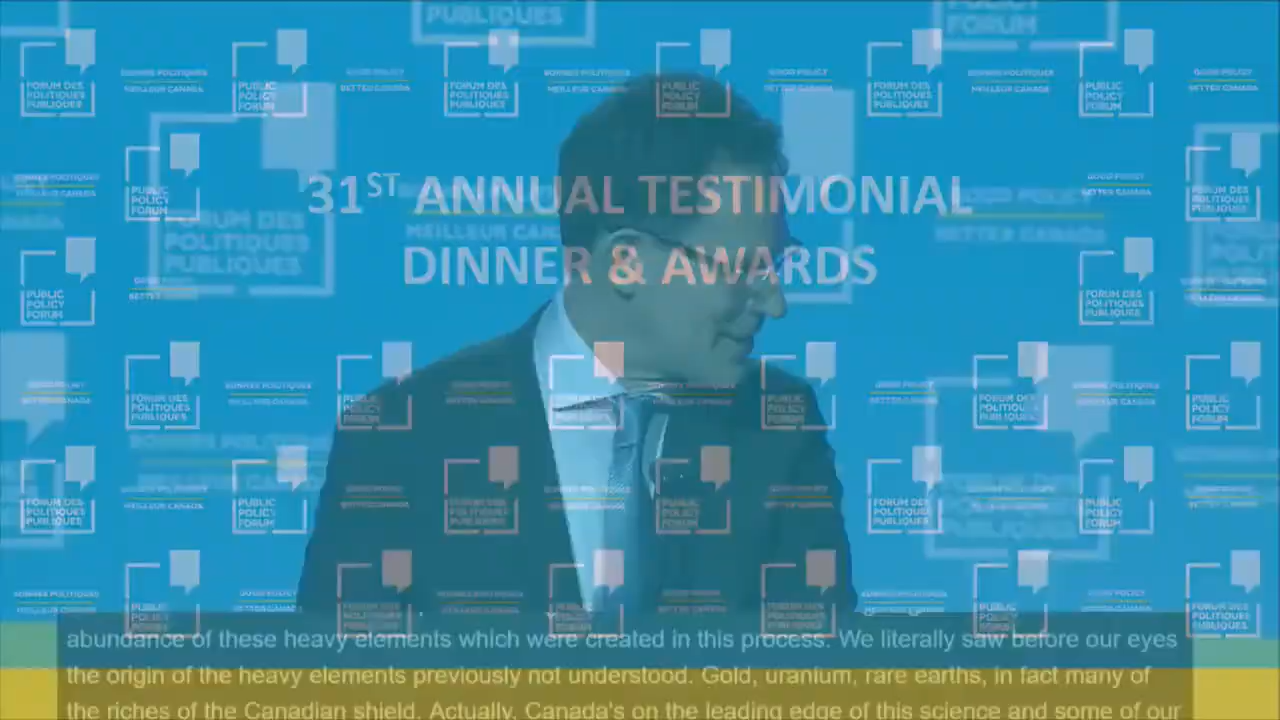 PUBLIQUES
POLICY
FORUM
FORUM DES
POLITIQUES
PUBLIQUES
BONNES POLITIQUES
MEILLEUR CANADA
PUBLIC
POLICY
FORUM
GOOD POLICY
BETTER CANADA
31ST ANNUAL TESTIMONIAL
DINNER & AWARDS
abundance of these heavy elements which were created in this process. We literally saw before our eyes
the origin of the heavy elements previously not understood. Gold, uranium, rare earths, in fact many of
the riches of the Canadian shield. Actually, Canada's on the leading edge of this science and some of our